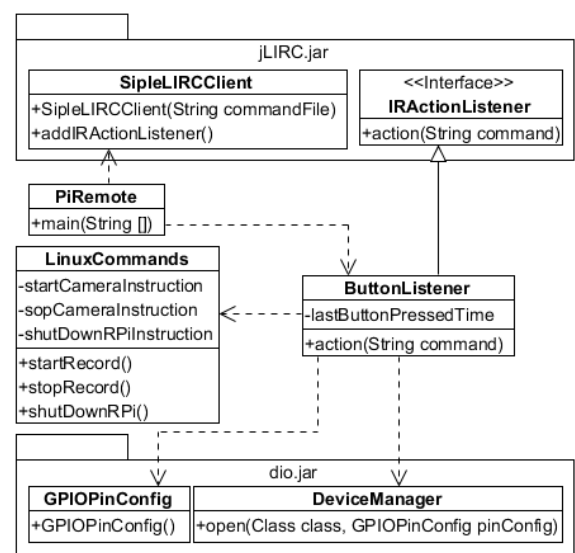 jLIRC.jar
SipleLIRCClient
+SipleLIRCClient(String commandFile)
+addIRActionListener()
<<Interface>>
IRActionListener
+action(String command)
PiRemote
+main(String [])
LinuxCommands
-startCameraInstruction
-sopCameraInstruction
-shutDownRPiInstruction
+startRecord()
+stopRecord()
+shutDownRPi()
ButtonListener
-lastButtonPressedTime
+action(String command)
dio.jar
GPIOPinConfig
+GPIOPinConfig()
DeviceManager
+open(Class class, GPIOPinConfig pinConfig)